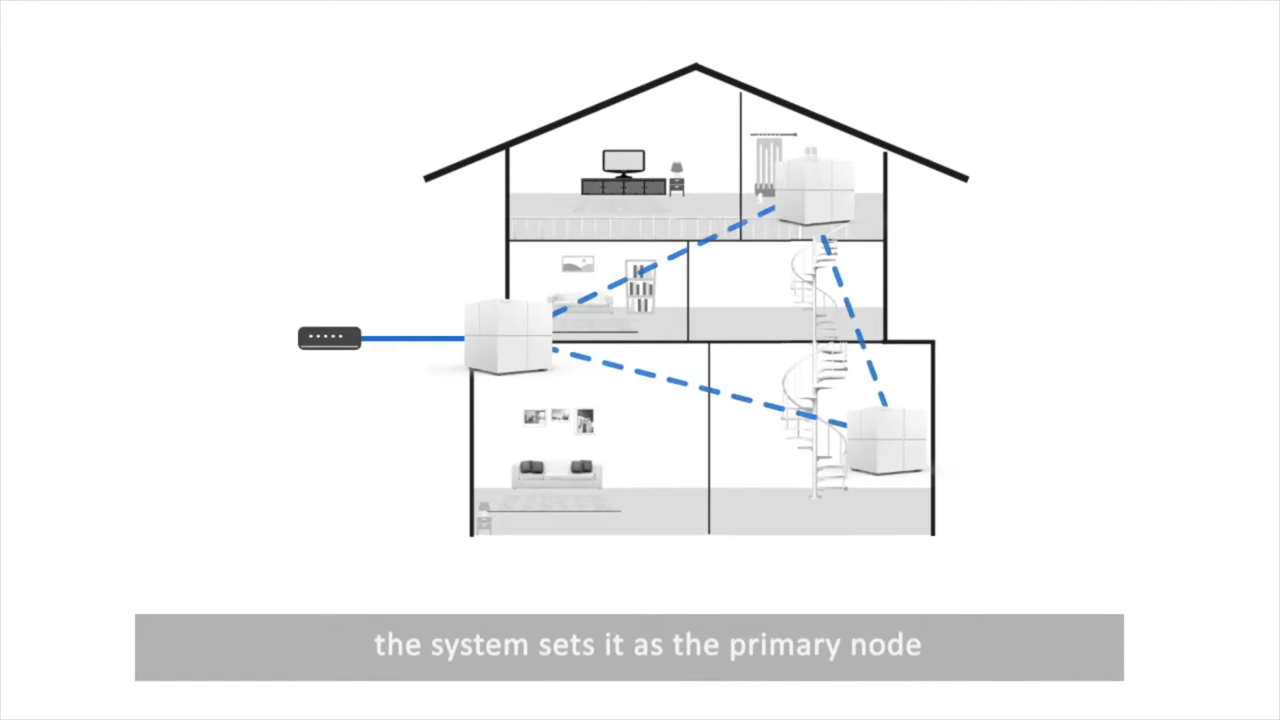 the system sets it as the primary node